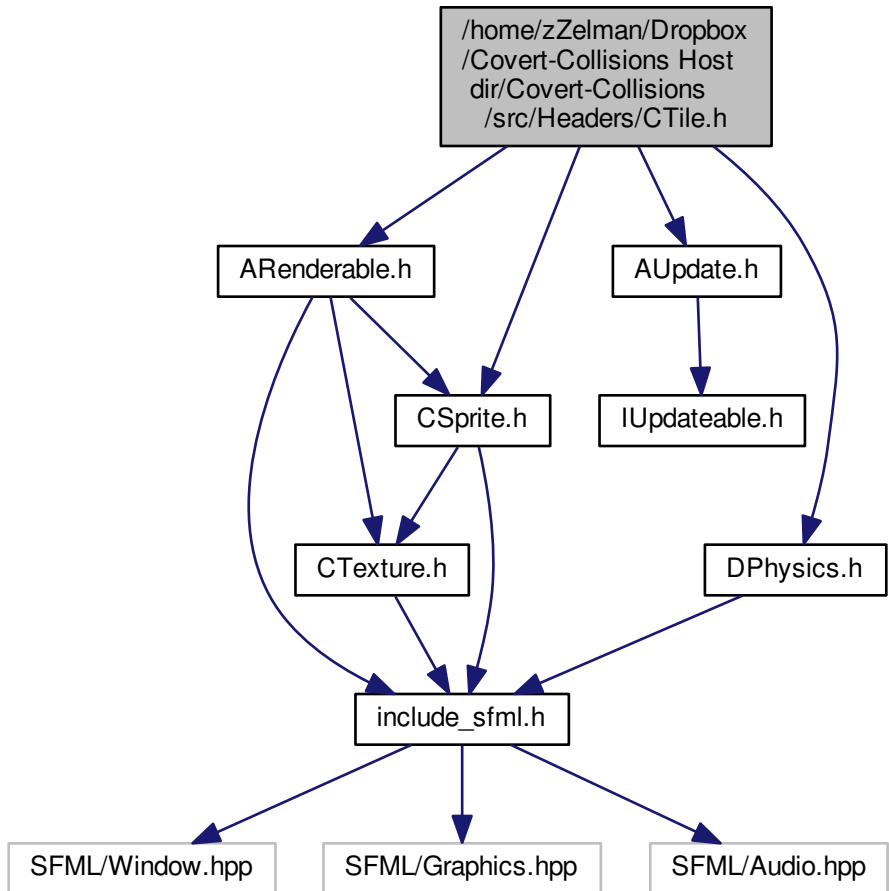 /home/zZelman/Dropbox
/Covert-Collisions Host
dir/Covert-Collisions
/src/Headers/CTile.h
ARenderable.h
AUpdate.h
CSprite.h
IUpdateable.h
CTexture.h
DPhysics.h
include_sfml.h
SFML/Window.hpp
SFML/Graphics.hpp
SFML/Audio.hpp